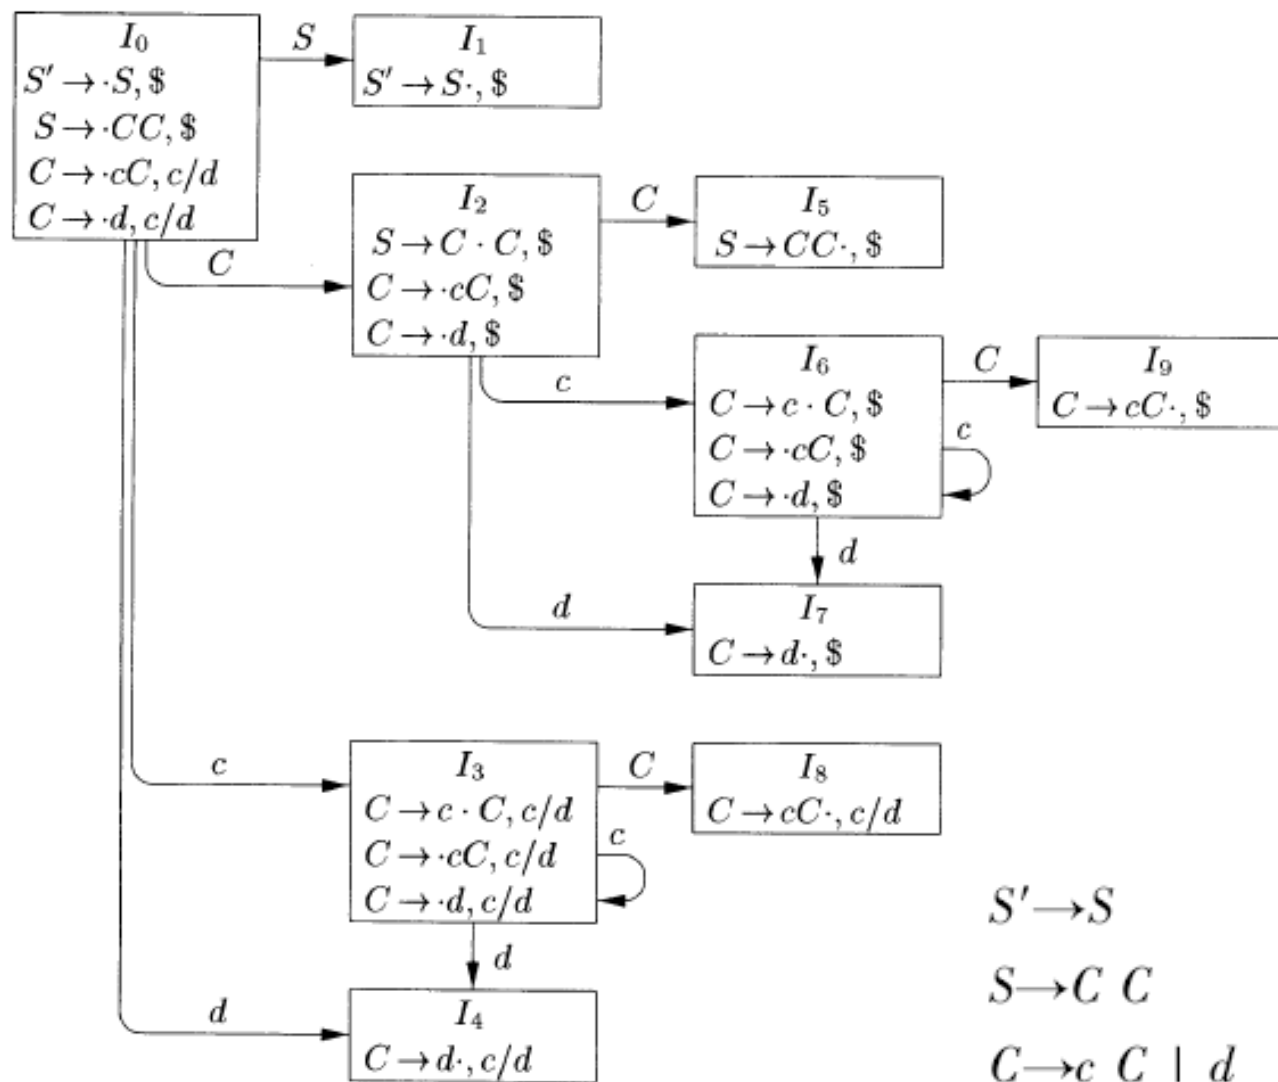 I₀
S' → ·S, $
S → ·CC, $
C → ·cC, c/d
C → ·d, c/d
S
I₁
S' → S·, $
C
I₂
S → C · C, $
C → ·cC, $
C → ·d, $
C
I₅
S → CC·, $
c
I₆
C → c · C, $
C → ·cC, $
C → ·d, $
C
I₉
C → cC·, $
c
d
d
I₇
C → d·, $
c
I₃
C → c · C, c/d
C → ·cC, c/d
C → ·d, c/d
C
I₈
C → cC·, c/d
c
d
d
I₄
C → d·, c/d
S' → S
S → C C
C → c C | d